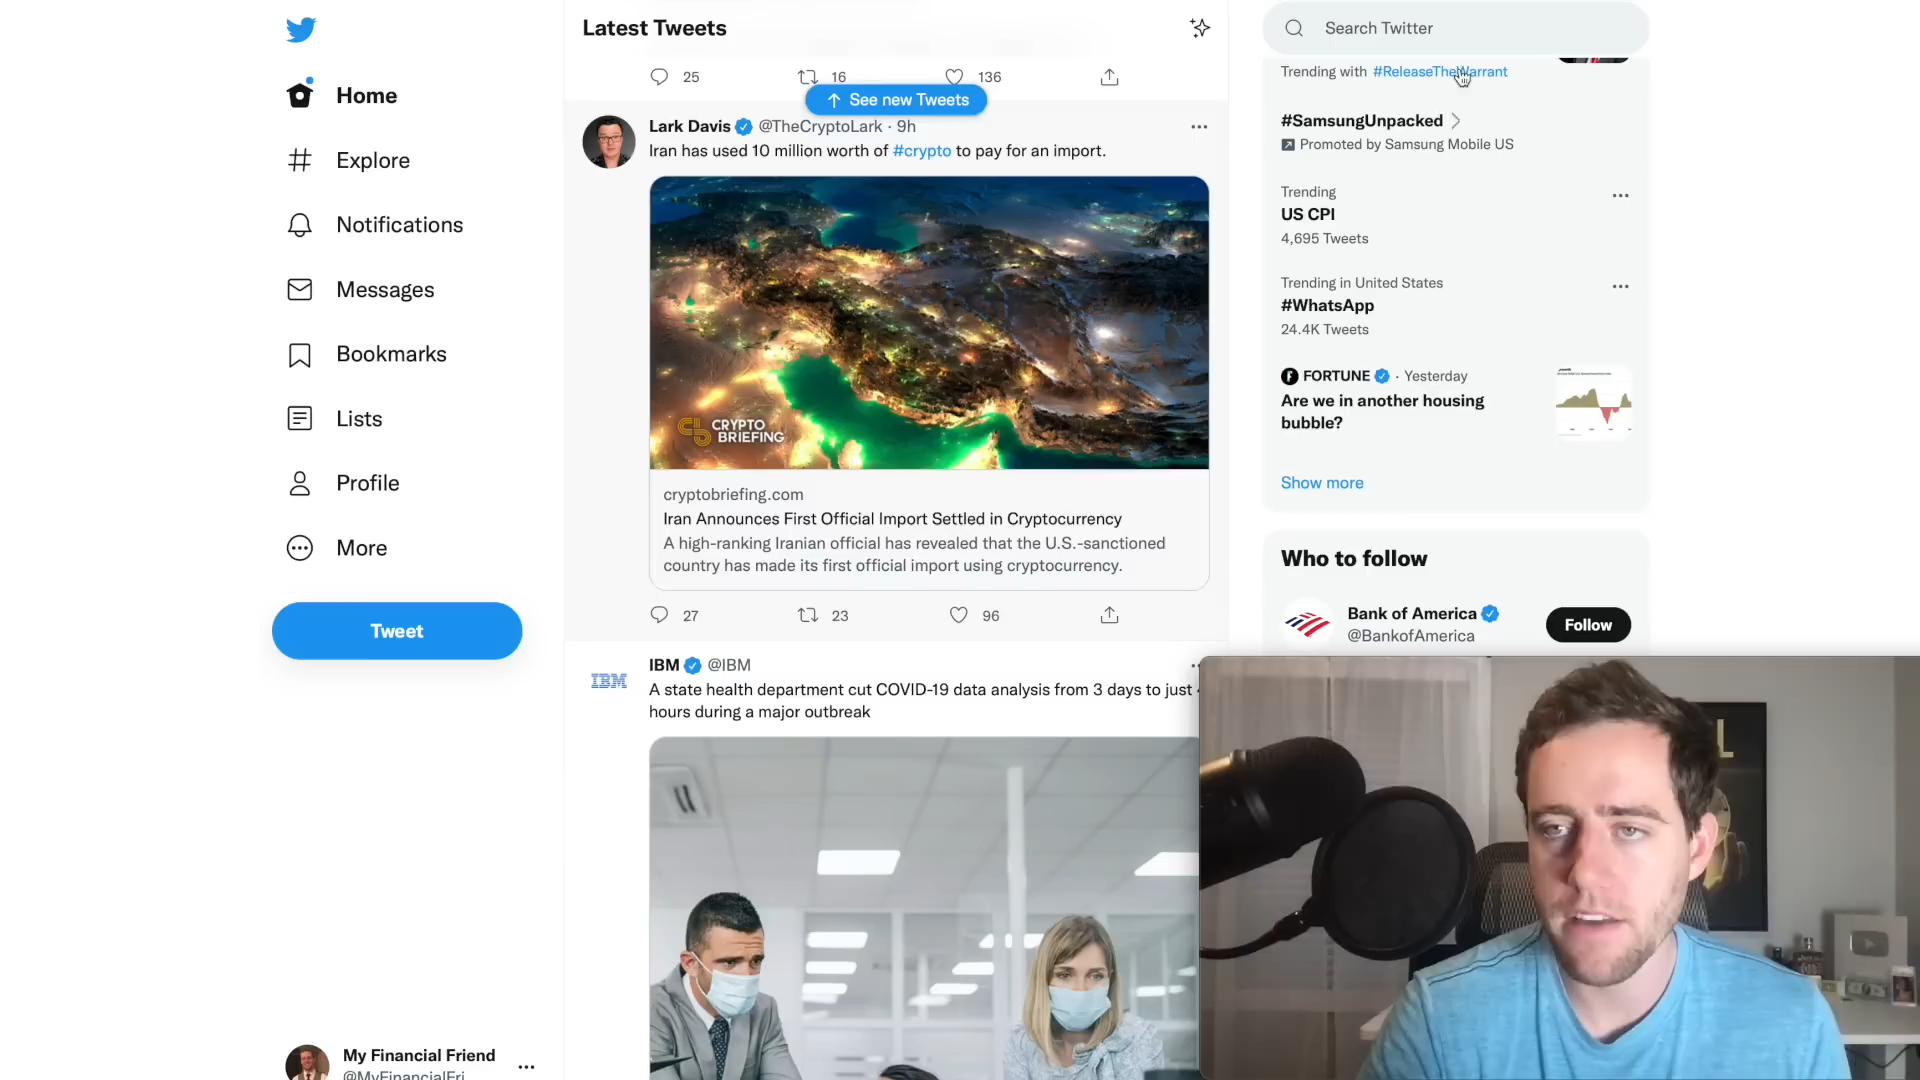 Home
Explore
Notifications
Messages
Bookmarks
Lists
Profile
More
Tweet
My Financial Friend
@MyFinancialFri
Latest Tweets
25 16 136
See new Tweets
Lark Davis @TheCryptoLark · 9h
Iran has used 10 million worth of #crypto to pay for an import.
CRYPTO
BRIEFING
cryptobriefing.com
Iran Announces First Official Import Settled in Cryptocurrency
A high-ranking Iranian official has revealed that the U.S.-sanctioned
country has made its first official import using cryptocurrency.
27 23 96
IBM
IBM @IBM
A state health department cut COVID-19 data analysis from 3 days to just
hours during a major outbreak
Search Twitter
Trending with #ReleaseTheWarrant
#SamsungUnpacked
Promoted by Samsung Mobile US
Trending
US CPI
4,695 Tweets
Trending in United States
#WhatsApp
24.4K Tweets
FORTUNE · Yesterday
Are we in another housing
bubble?
Show more
Who to follow
Bank of America
@BankofAmerica
Follow